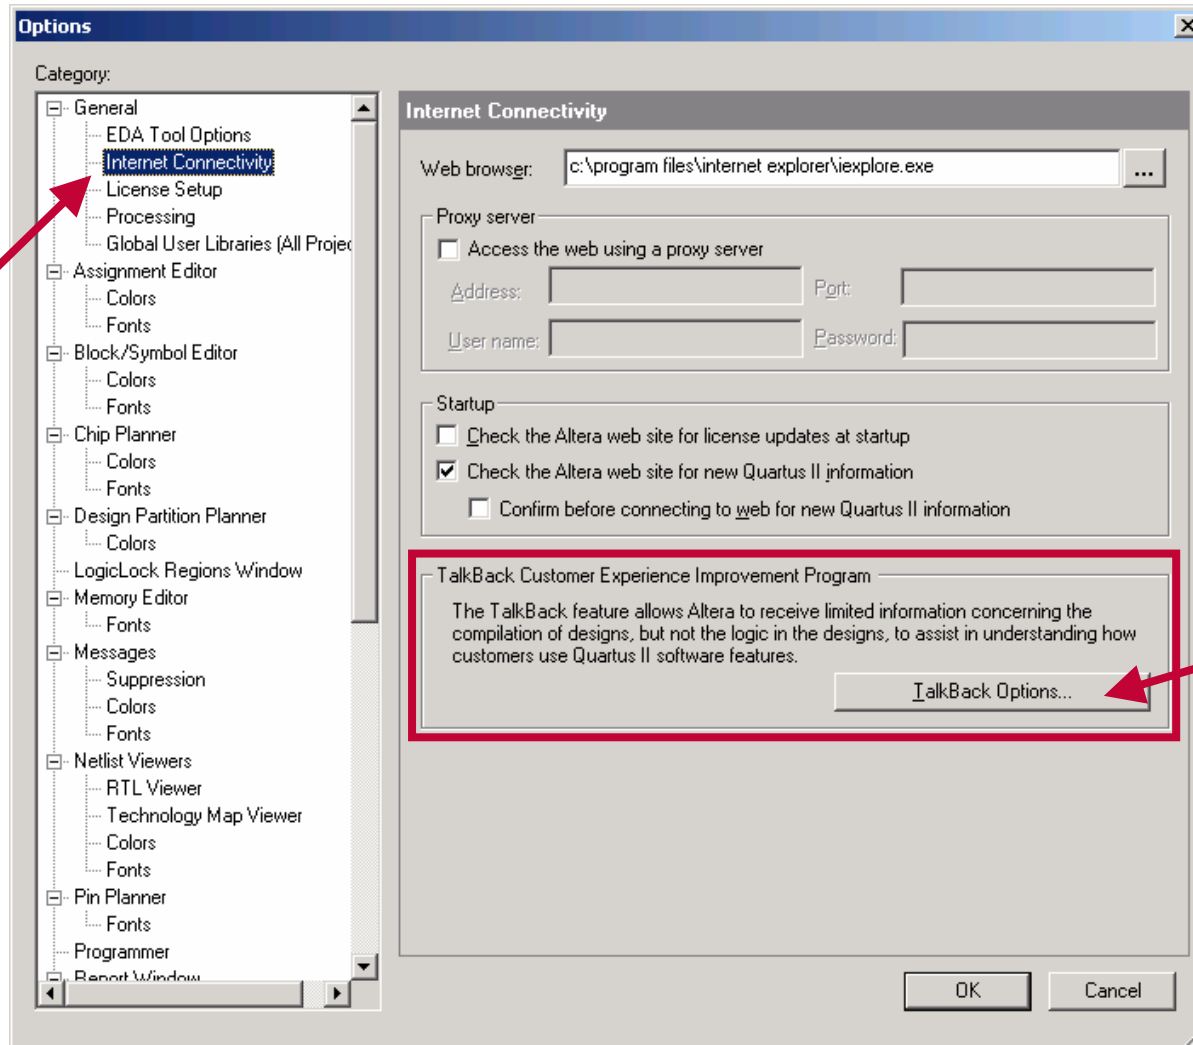 Options
Category:
General
EDA Tool Options
Internet Connectivity
License Setup
Processing
Global User Libraries (All Projec
Assignment Editor
Colors
Fonts
Block/Symbol Editor
Colors
Fonts
Chip Planner
Colors
Fonts
Design Partition Planner
Colors
LogicLock Regions Window
Memory Editor
Fonts
Messages
Suppression
Colors
Fonts
Netlist Viewers
RTL Viewer
Technology Map Viewer
Colors
Fonts
Pin Planner
Fonts
Programmer
Report Window
Internet Connectivity
Web browser: c:\program files\internet explorer\iexplore.exe ...
Proxy server
Access the web using a proxy server
Address: Port:
User name: Password:
Startup
Check the Altera web site for license updates at startup
Check the Altera web site for new Quartus II information
Confirm before connecting to web for new Quartus II information
TalkBack Customer Experience Improvement Program
The TalkBack feature allows Altera to receive limited information concerning the
compilation of designs, but not the logic in the designs, to assist in understanding how
customers use Quartus II software features.
TalkBack Options...
OK Cancel